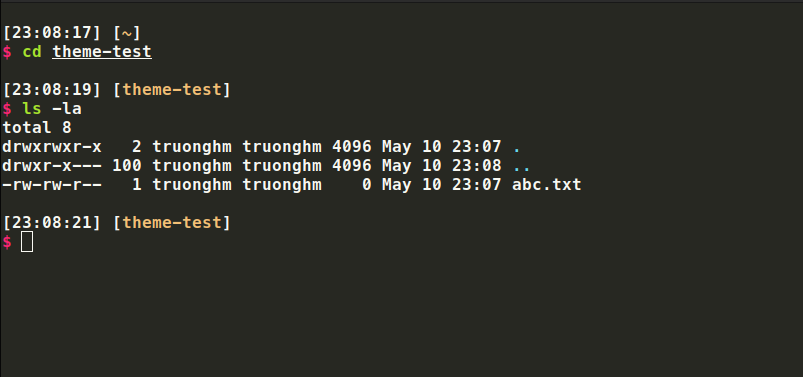 [23:08:17] [~]
$ cd theme-test
[23:08:19] [theme-test]
$ ls -la
total 8
drwxrwxr-x   2 truonghm truonghm 4096 May 10 23:07 .
drwxr-x--- 100 truonghm truonghm 4096 May 10 23:08 ..
-rw-rw-r--   1 truonghm truonghm    0 May 10 23:07 abc.txt
[23:08:21] [theme-test]
$